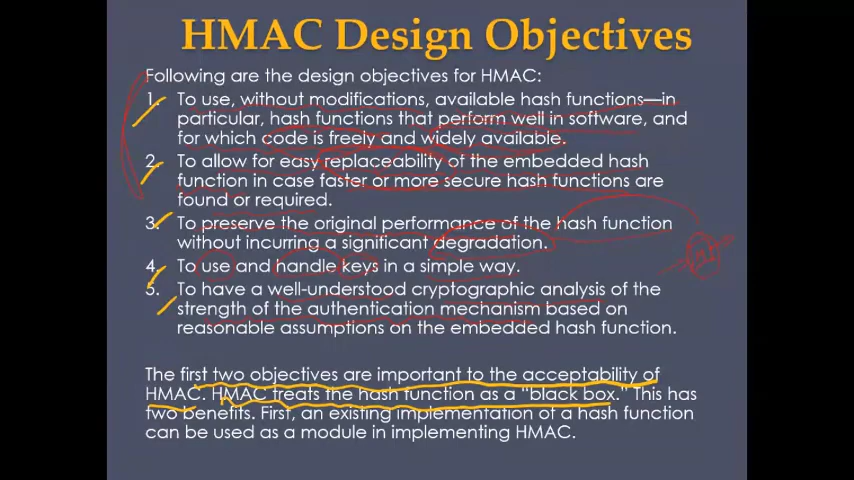 HMAC Design Objectives
Following are the design objectives for HMAC:
1. To use, without modifications, available hash functions—in
particular, hash functions that perform well in software, and
for which code is freely and widely available.
2. To allow for easy replaceability of the embedded hash
function in case faster or more secure hash functions are
found or required.
3. To preserve the original performance of the hash function
without incurring a significant degradation.
4. To use and handle keys in a simple way.
5. To have a well-understood cryptographic analysis of the
strength of the authentication mechanism based on
reasonable assumptions on the embedded hash function.
The first two objectives are important to the acceptability of
HMAC. HMAC treats the hash function as a “black box.” This has
two benefits. First, an existing implementation of a hash function
can be used as a module in implementing HMAC.